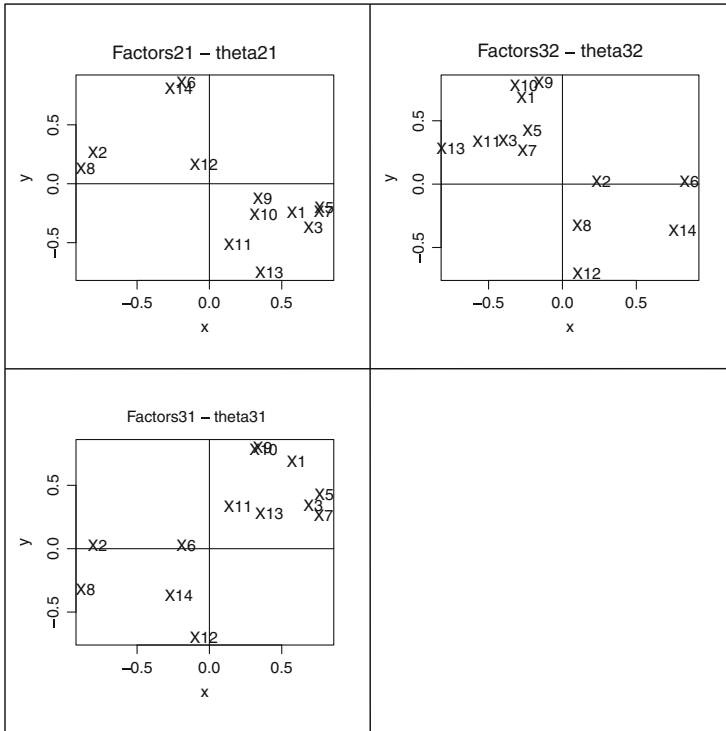 Factors21 – theta21
X6
X14
0.5
X2
X12
X8
y
0.0
X9
X5
X10
X1
X7
X3
X11
−0.5
X13
−0.5
0.0
0.5
x
Factors32 – theta32
X10
X9
X1
0.5
X5
X11
X3
X13
X7
y
0.0
X2
X6
X8
X14
−0.5
X12
−0.5
0.0
0.5
x
Factors31 – theta31
X9
X10
X1
0.5
X5
X11
X3
X13
X7
y
0.0
X2
X6
X8
X14
−0.5
X12
−0.5
0.0
0.5
x